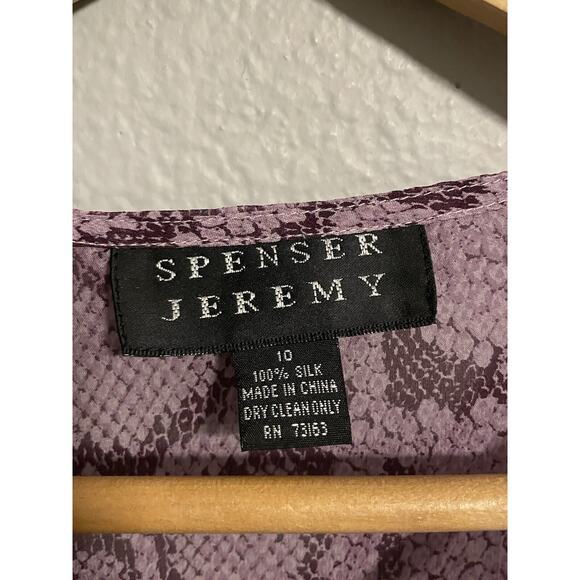 SPENSER
JEREMY
10
100% SILK
MADE IN CHINA
DRY CLEAN ONLY
RN 73163